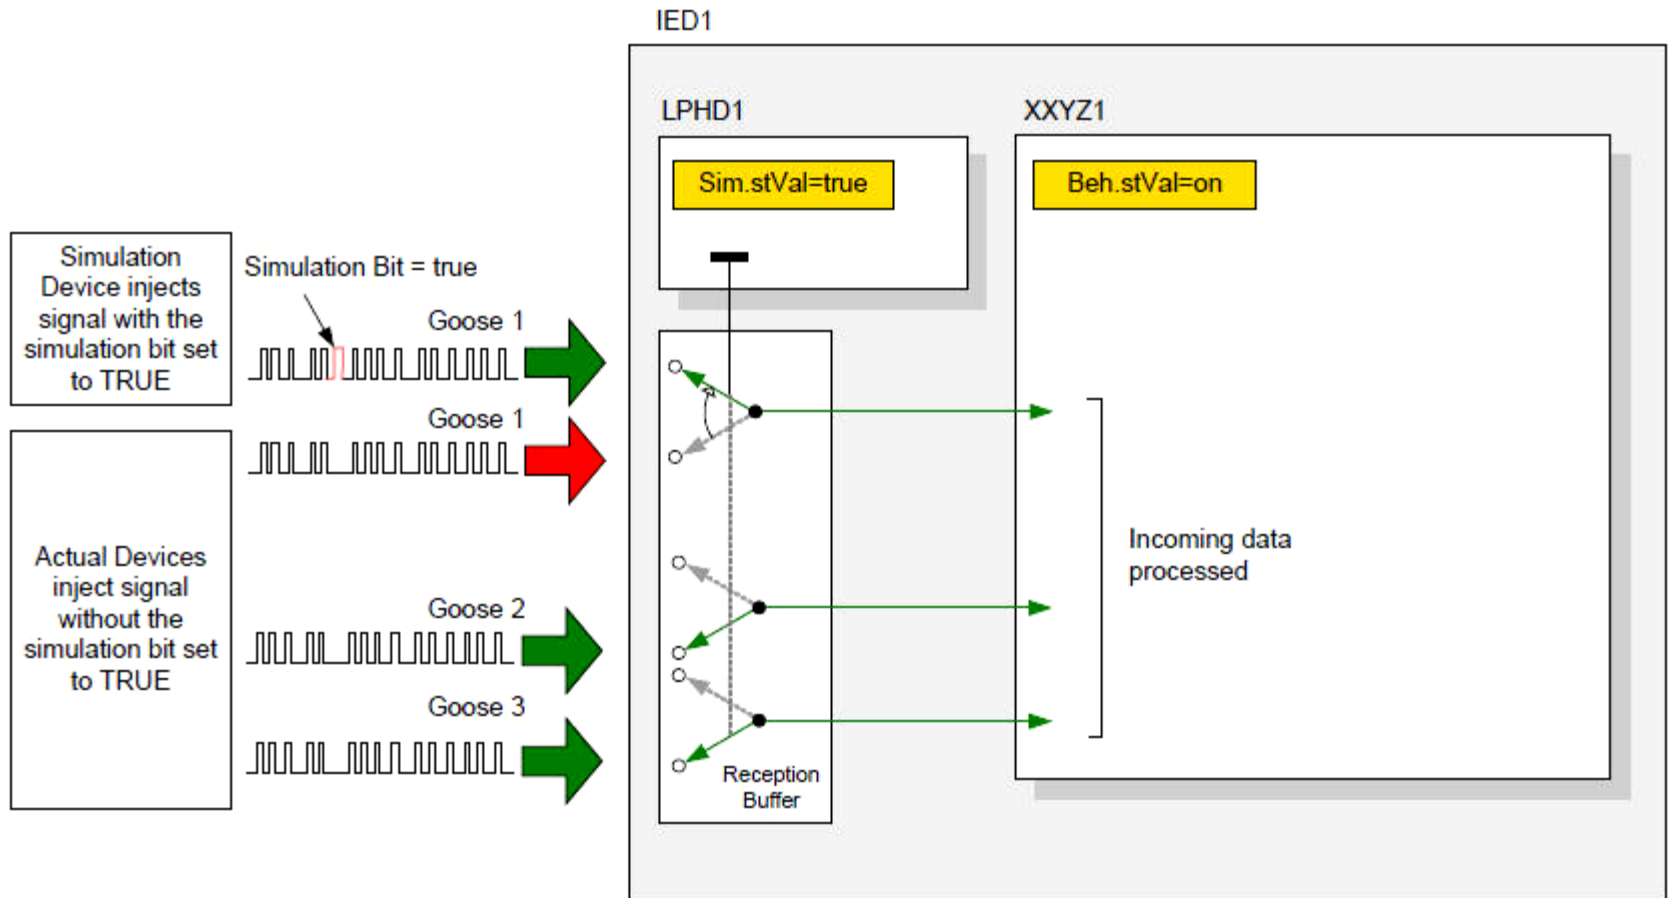 IED1
LPHD1
XXYZ1
Sim.stVal=true
Beh.stVal=on
Simulation
Device injects
signal with the
simulation bit set
to TRUE
Simulation Bit = true
Goose 1
Goose 1
Actual Devices
inject signal
without the
simulation bit set
to TRUE
Goose 2
Goose 3
Incoming data
processed
Reception
Buffer